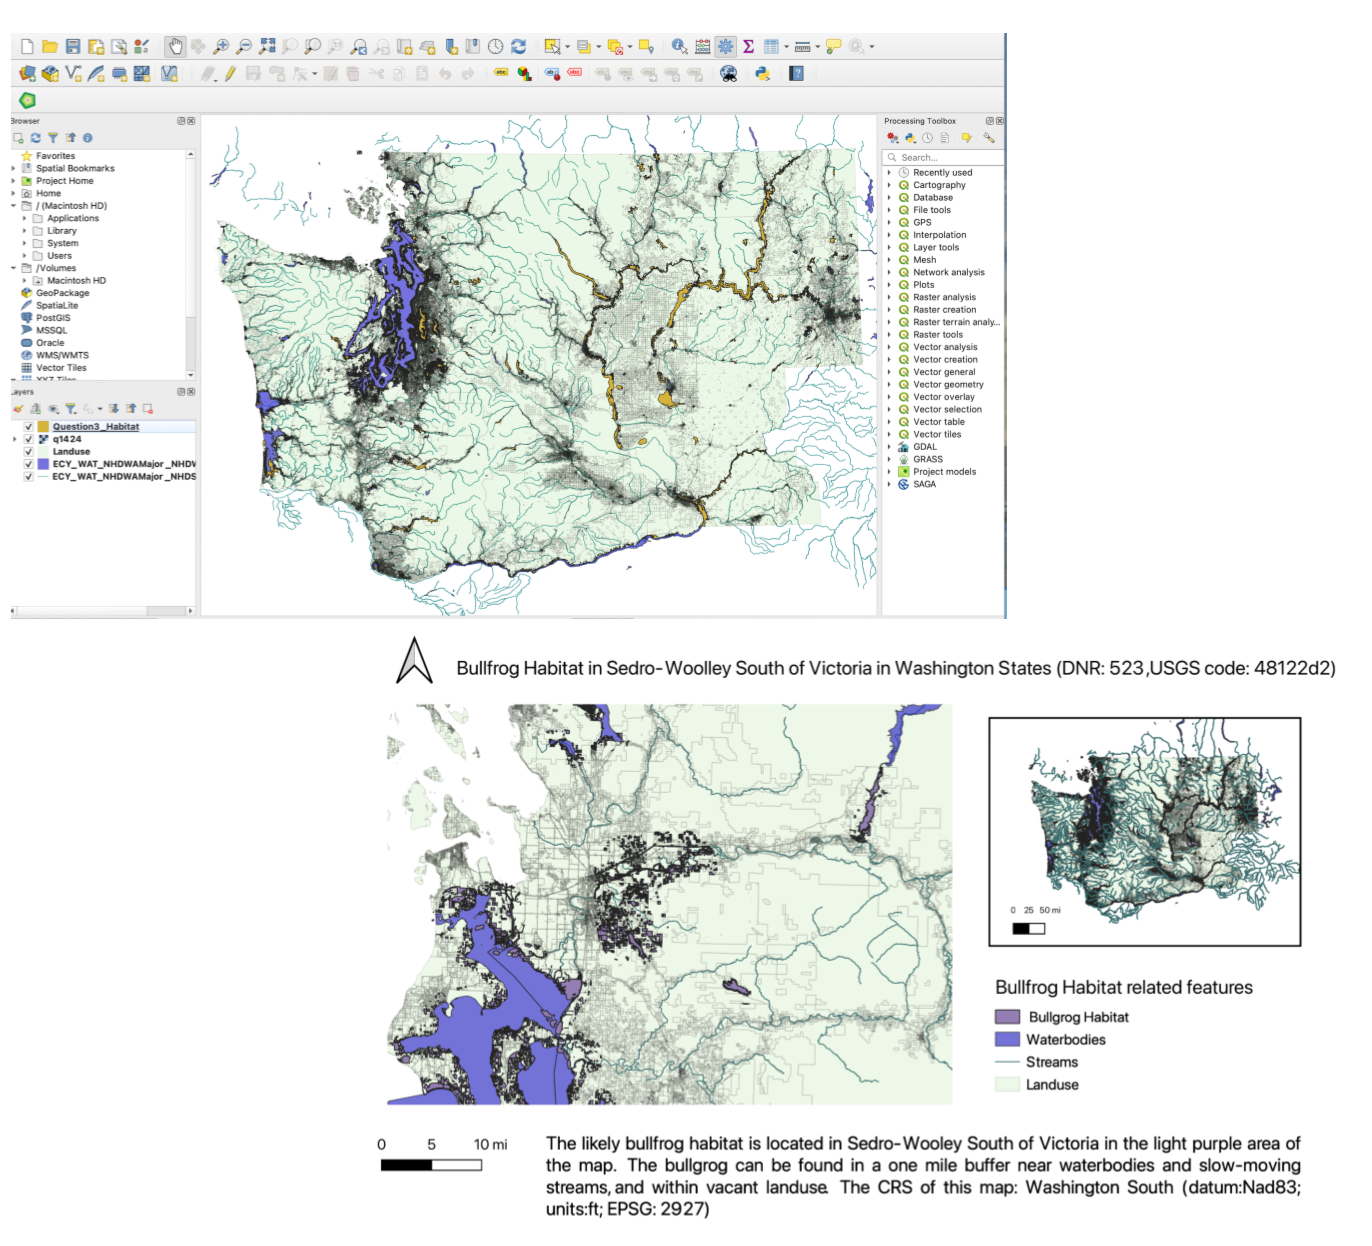 Browser
Favorites
Spatial Bookmarks
Project Home
Home
/ (Macintosh HD)
Applications
Library
System
Users
/Volumes
Macintosh HD
GeoPackage
SpatiaLite
PostGIS
MSSQL
Oracle
WMS/WMTS
Vector Tiles
XYZ Tiles
Layers
Question3_Habitat
q1424
Landuse
ECY_WAT_NHDWAMajor_NHDW
ECY_WAT_NHDWAMajor_NHDS
Processing Toolbox
Search...
Recently used
Cartography
Database
File tools
GPS
Interpolation
Layer tools
Mesh
Network analysis
Plots
Raster analysis
Raster creation
Raster terrain analy...
Raster tools
Vector analysis
Vector creation
Vector general
Vector geometry
Vector overlay
Vector selection
Vector table
Vector tiles
GDAL
GRASS
Project models
SAGA
Bullfrog Habitat in Sedro-Woolley South of Victoria in Washington States (DNR: 523,USGS code: 48122d2)
0 25 50 mi
Bullfrog Habitat related features
Bullgrog Habitat
Waterbodies
Streams
Landuse
0 5 10 mi
The likely bullfrog habitat is located in Sedro-Wooley South of Victoria in the light purple area of
the map. The bullgrog can be found in a one mile buffer near waterbodies and slow-moving
streams, and within vacant landuse. The CRS of this map: Washington South (datum:Nad83;
units:ft; EPSG: 2927)